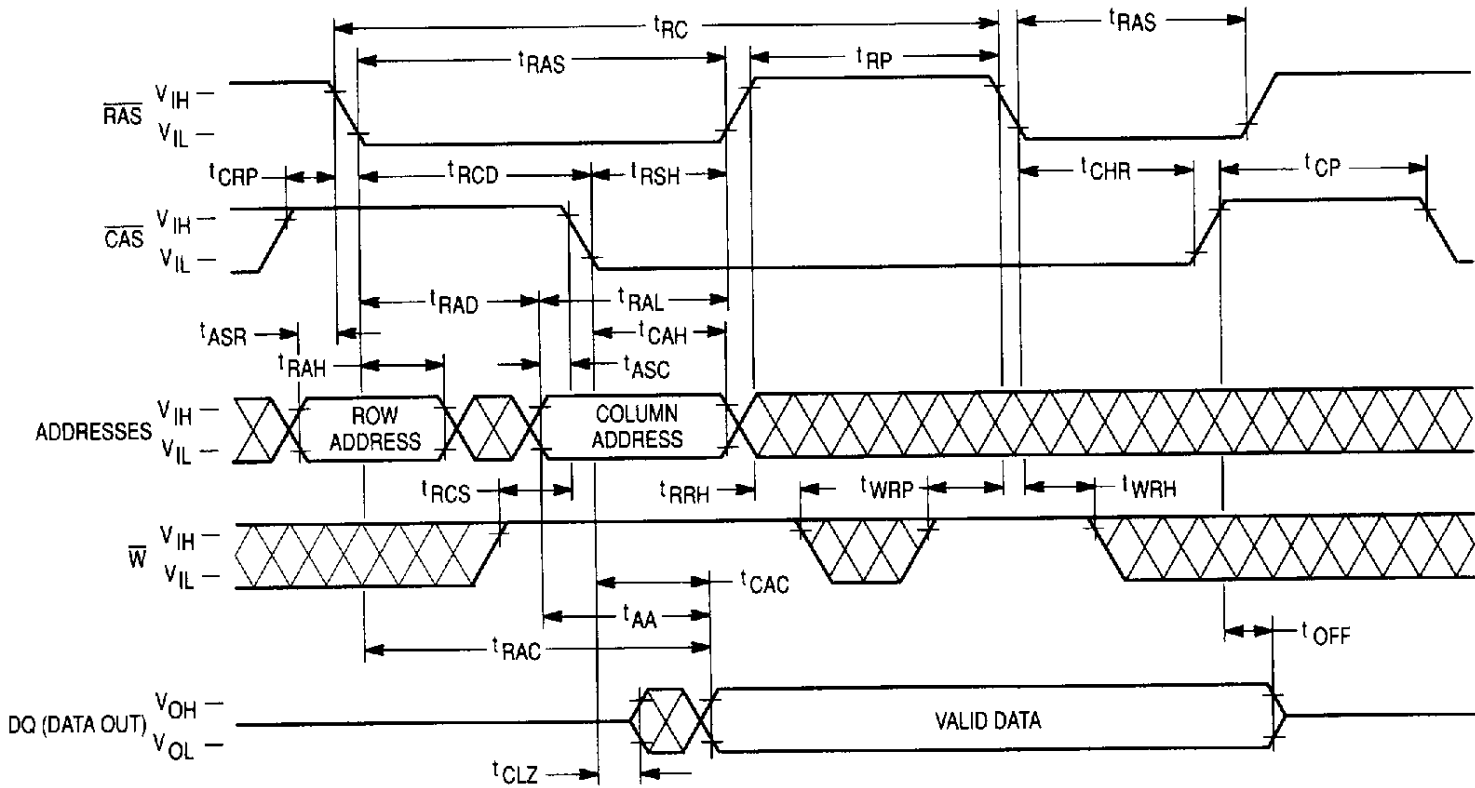 tRC
tRAS
tRAS
tRP
RAS
VIH
VIL
tCRP
tRCD
tRSH
tCHR
tCP
CAS
VIH
VIL
tRAD
tRAL
tASR
tCAH
tRAH
tASC
ADDRESSES
VIH
VIL
ROW
ADDRESS
COLUMN
ADDRESS
tRCS
tRRH
tWRP
tWRH
W
VIH
VIL
tCAC
tAA
tRAC
tOFF
DQ (DATA OUT)
VOH
VOL
VALID DATA
tCLZ